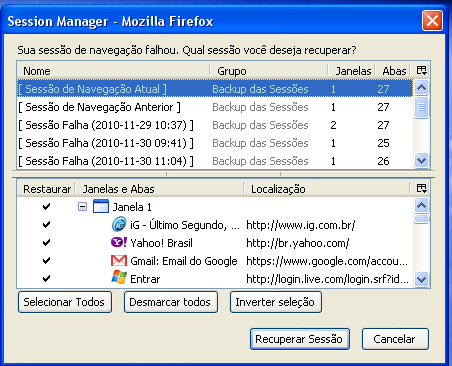 Session Manager - Mozilla Firefox
Sua sessão de navegação falhou. Qual sessão você deseja recuperar?
Nome Grupo Janelas Abas
[ Sessão de Navegação Atual ] Backup das Sessões 1 27
[ Sessão de Navegação Anterior ] Backup das Sessões 1 27
[ Sessão Falha (2010-11-29 10:37) ] Backup das Sessões 2 27
[ Sessão Falha (2010-11-30 09:41) ] Backup das Sessões 1 25
[ Sessão Falha (2010-11-30 11:04) ] Backup das Sessões 1 26
Restaurar Janelas e Abas Localização
Janela 1
iG - Último Segundo, ... http://www.ig.com.br/
Yahoo! Brasil http://br.yahoo.com/
Gmail: Email do Google https://www.google.com/accou...
Entrar http://login.live.com/login.srf?id...
Selecionar Todos Desmarcar todos Inverter seleção
Recuperar Sessão Cancelar